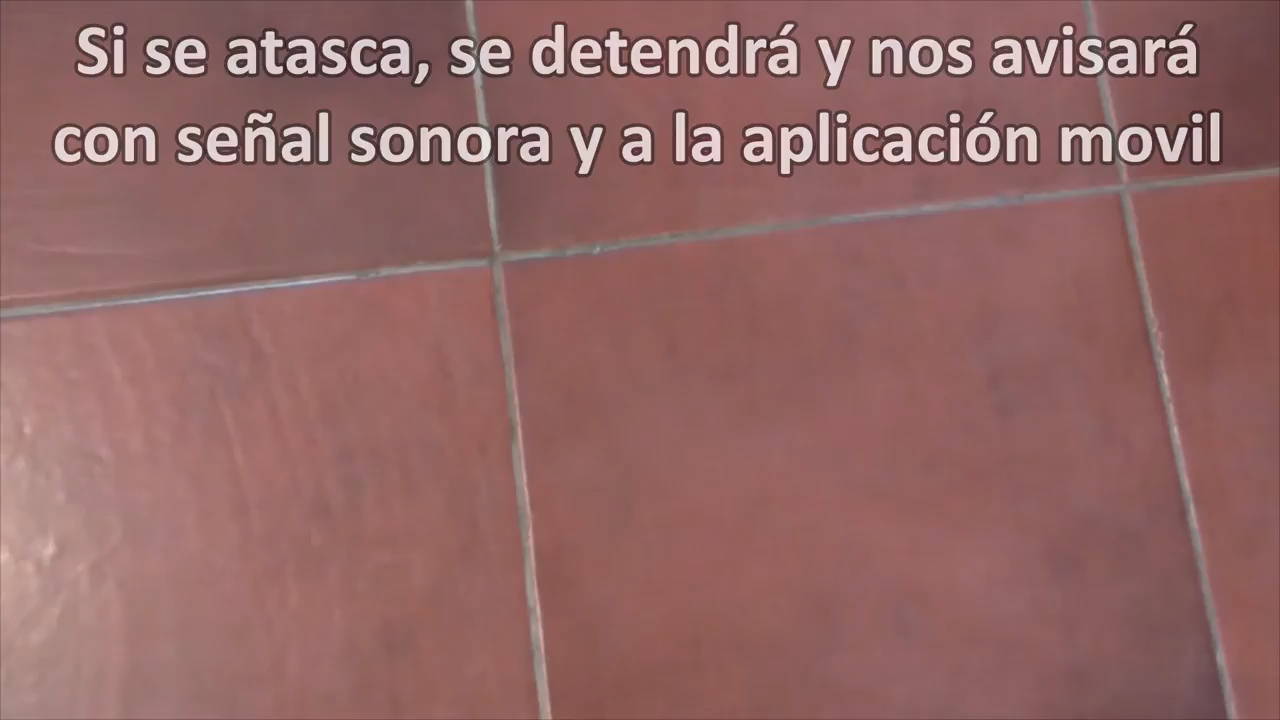 Si se atasca, se detendrá y nos avisará
con señal sonora y a la aplicación movil